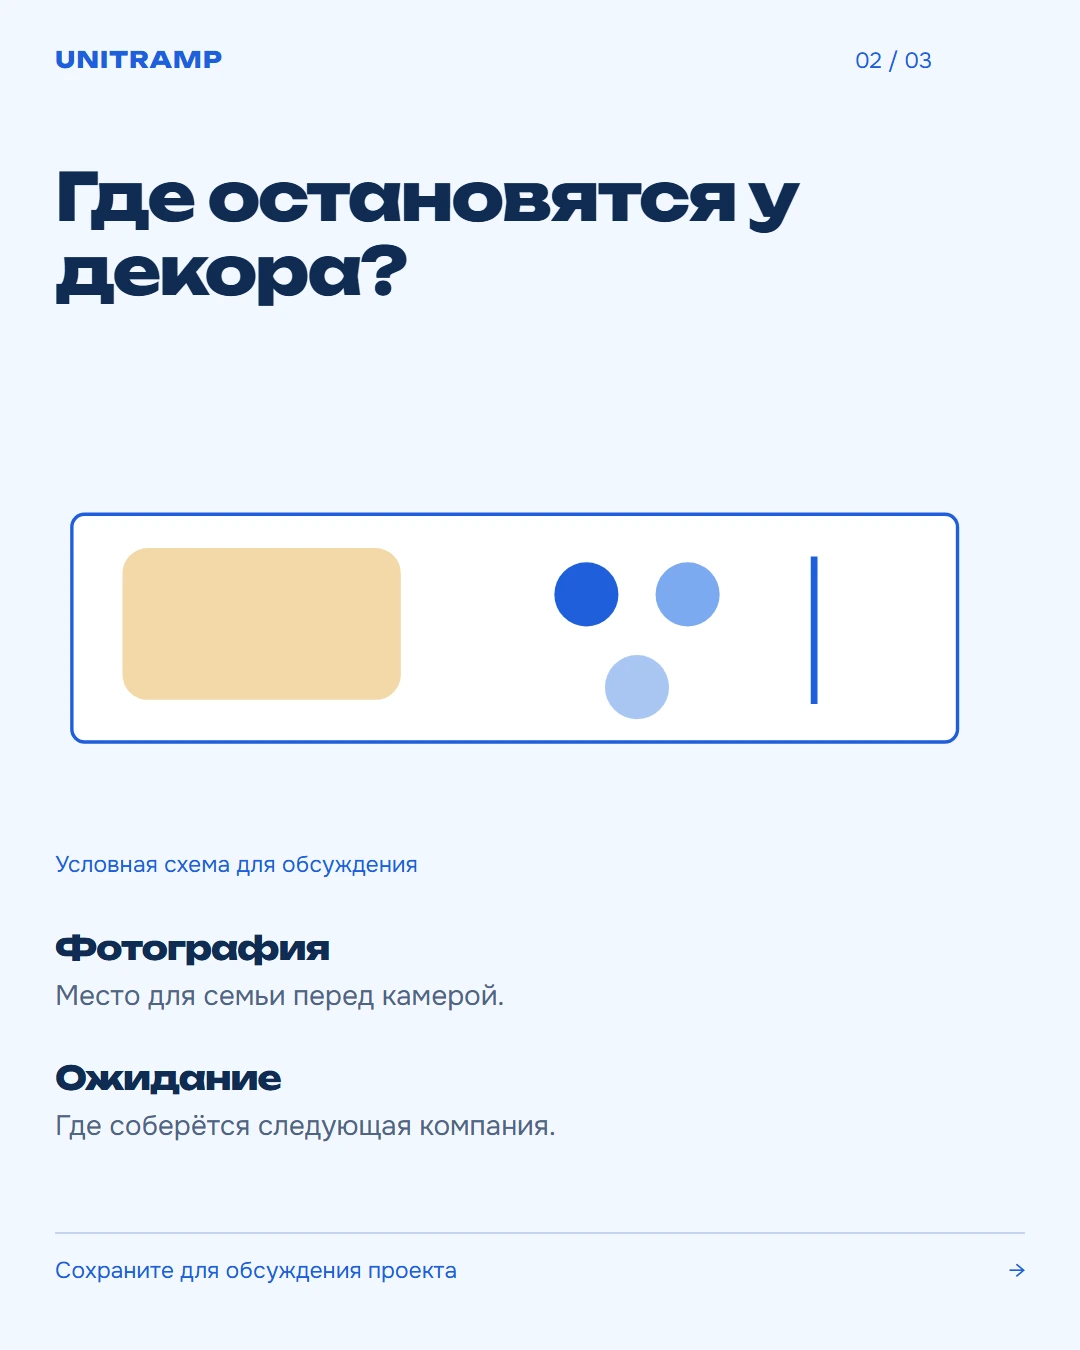 UNITRAMP
02 / 03
Где остановятся у
декора?
Условная схема для обсуждения
Фотография
Место для семьи перед камерой.
Ожидание
Где соберётся следующая компания.
Сохраните для обсуждения проекта
→